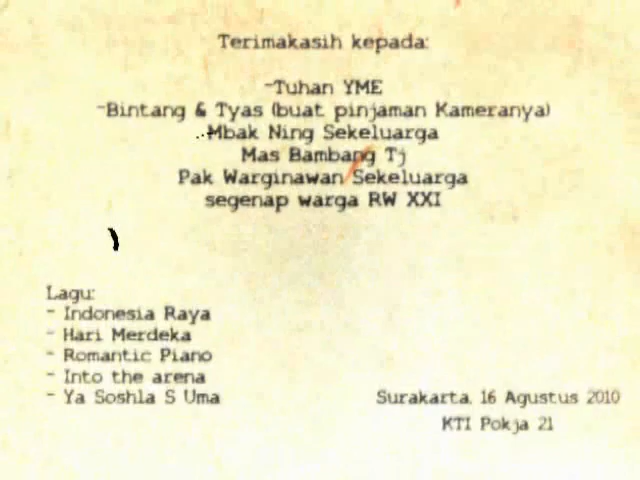 Terimakasih kepada:
-Tuhan YME
-Bintang & Tyas (buat pinjaman Kameranya)
Mbak Ning Sekeluarga
Mas Bambang Tj
Pak Warginawan Sekeluarga
segenap warga RW XXI
Lagu:
- Indonesia Raya
- Hari Merdeka
- Romantic Piano
- Into the arena
- Ya Soshla S Uma
Surakarta, 16 Agustus 2010
KTI Pokja 21